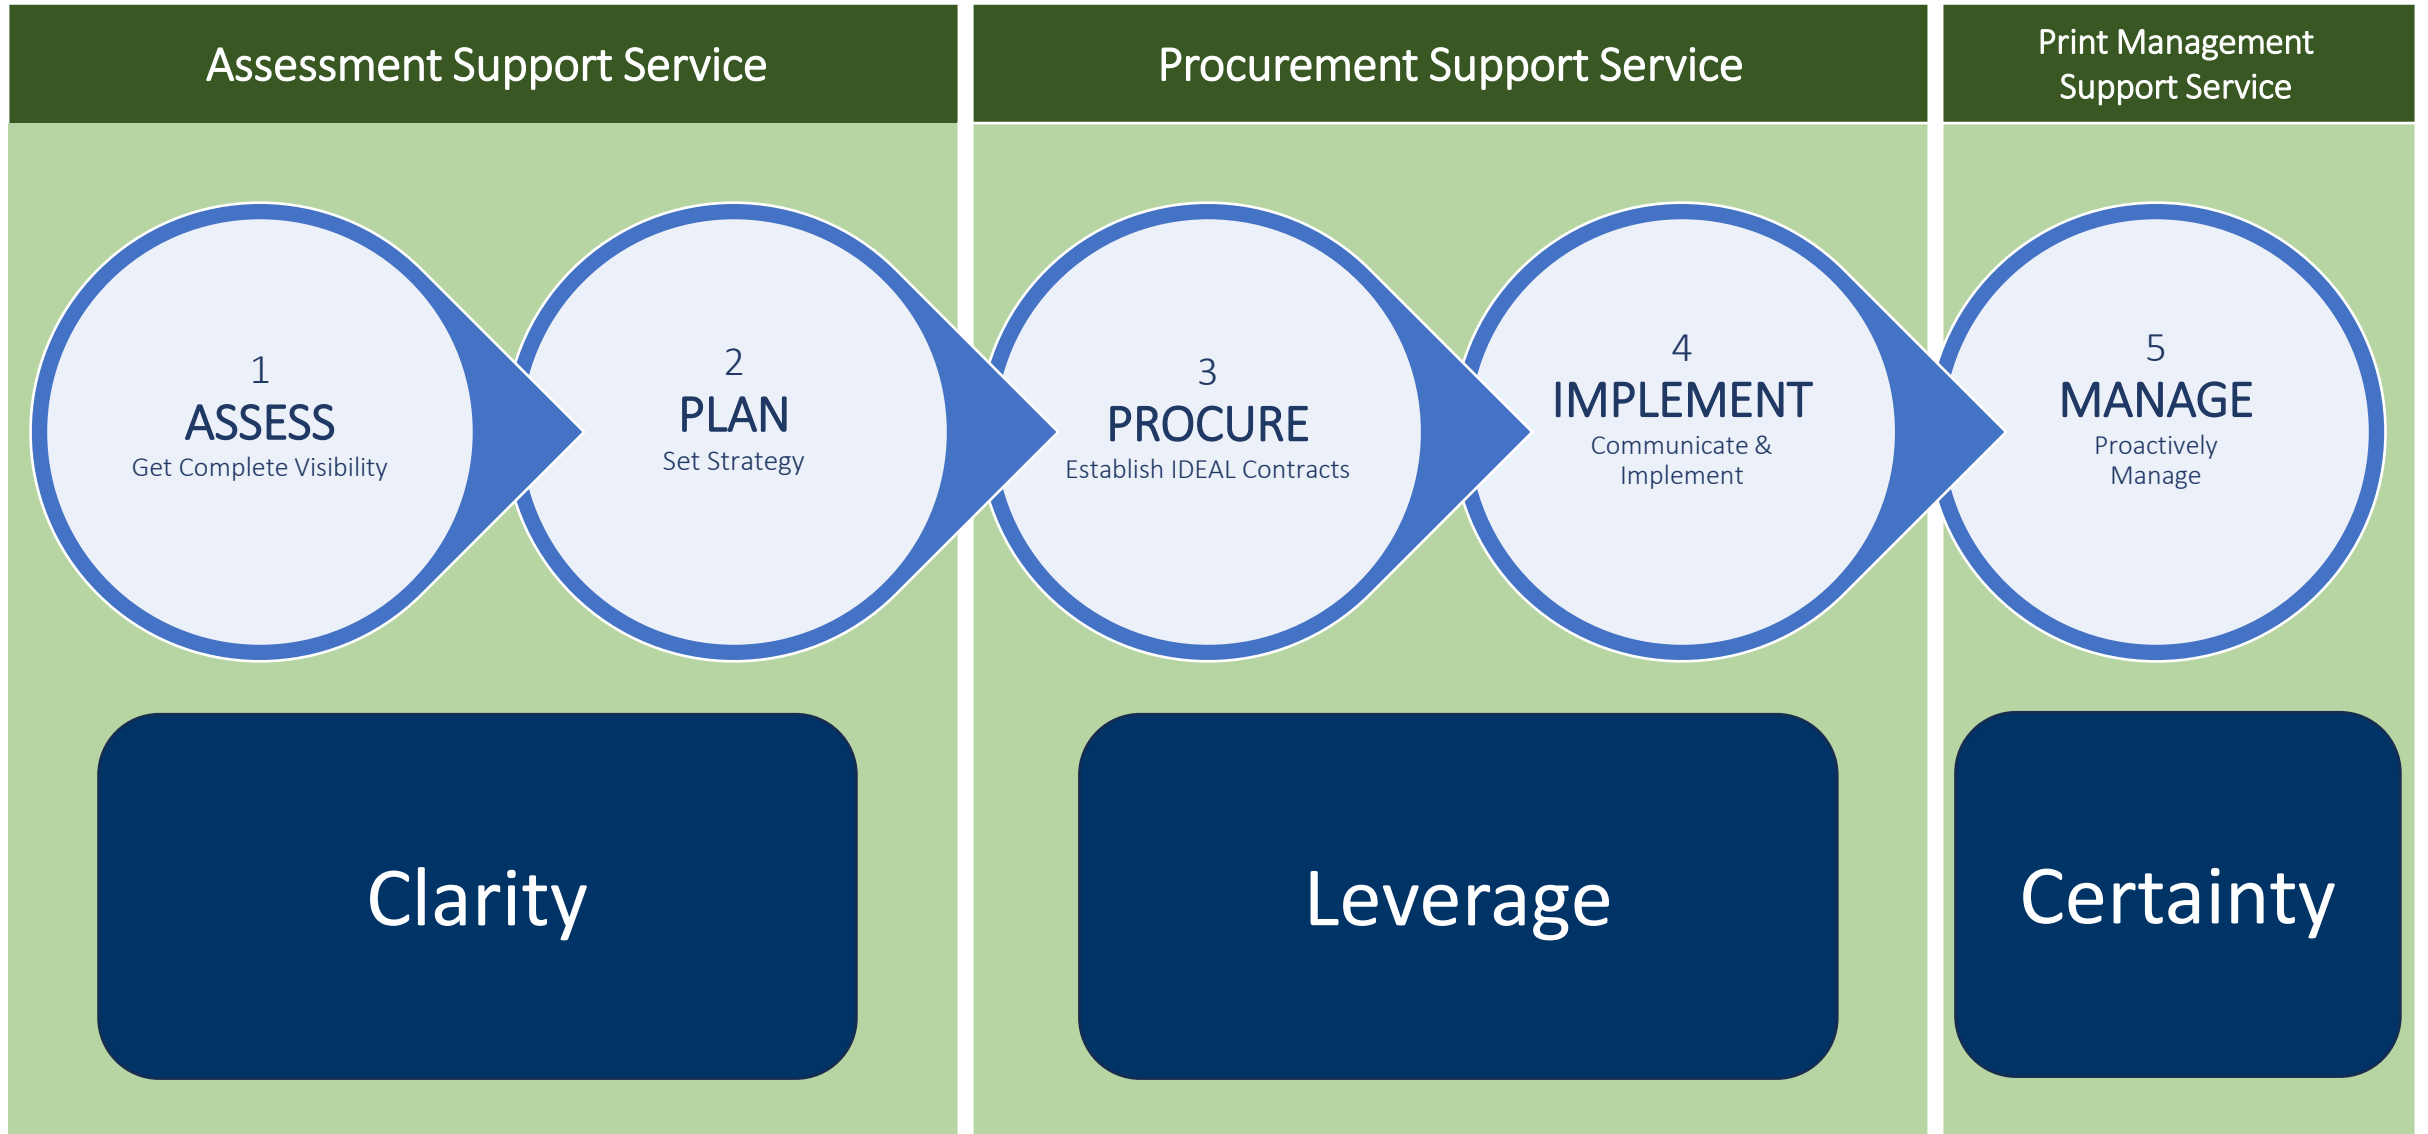 Assessment Support Service
Procurement Support Service
Print Management
Support Service
1
ASSESS
Get Complete Visibility
2
PLAN
Set Strategy
3
PROCURE
Establish IDEAL Contracts
4
IMPLEMENT
Communicate &
Implement
5
MANAGE
Proactively
Manage
Clarity
Leverage
Certainty